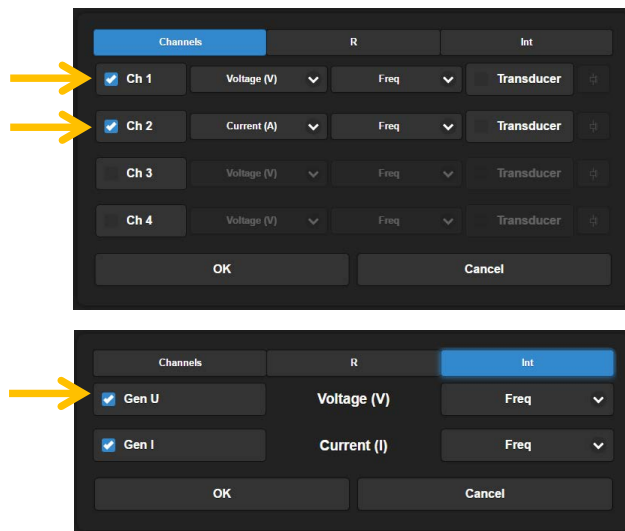 Channels R Int
Ch 1 Voltage (V) Freq Transducer
Ch 2 Current (A) Freq Transducer
Ch 3 Voltage (V) Freq Transducer
Ch 4 Voltage (V) Freq Transducer
OK Cancel
Channels R Int
Gen U Voltage (V) Freq
Gen I Current (I) Freq
OK Cancel